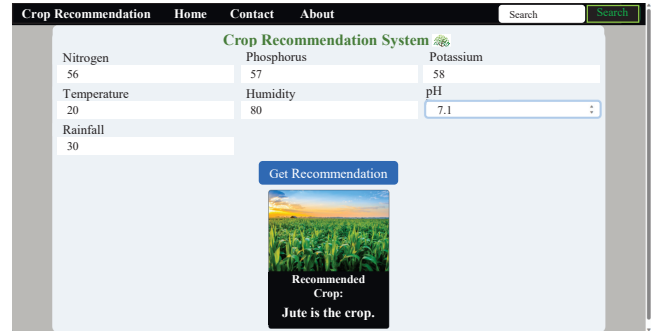 Crop Recommendation Home Contact About Search Search
Crop Recommendation System
Nitrogen Phosphorus Potassium
56 57 58
Temperature Humidity pH
20 80 7.1
Rainfall
30
Get Recommendation
Recommended
Crop:
Jute is the crop.